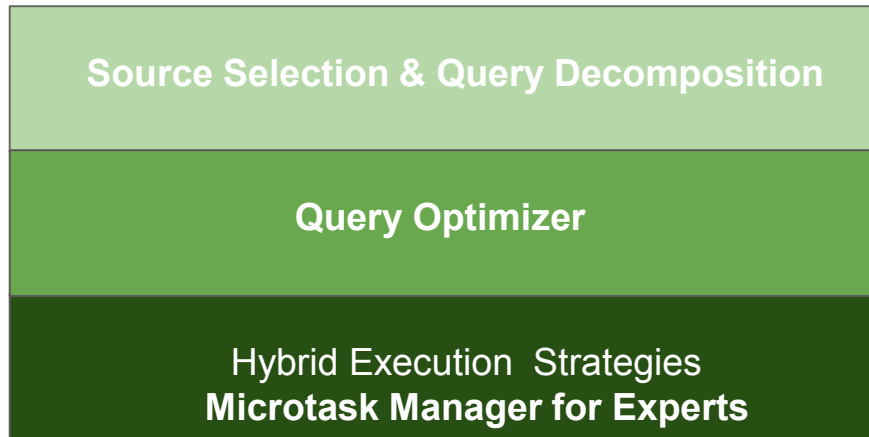 Source Selection & Query Decomposition
Query Optimizer
Hybrid Execution  Strategies
Microtask Manager for Experts